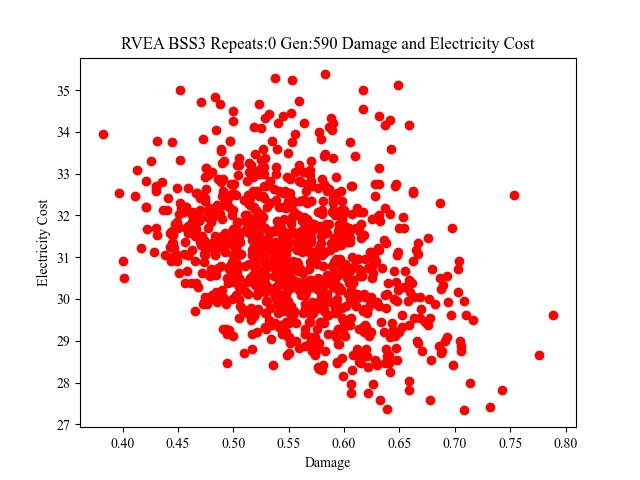 RVEA BSS3 Repeats:0 Gen:590 Damage and Electricity Cost
Electricity Cost
35
34
33
32
31
30
29
28
27
0.40 0.45 0.50 0.55 0.60 0.65 0.70 0.75 0.80
Damage